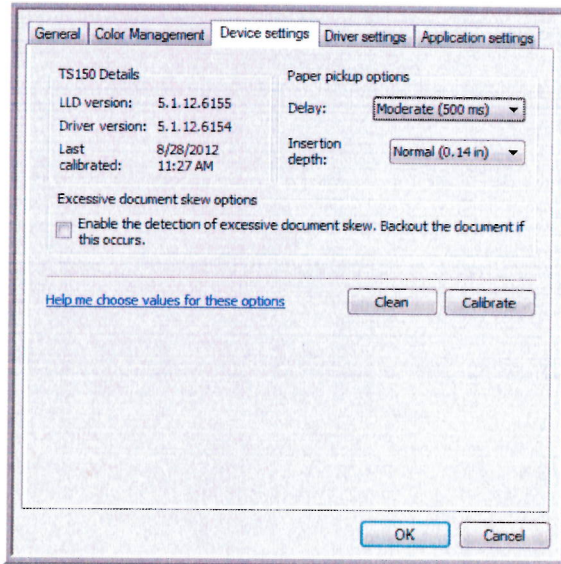 General
Color Management
Device settings
Driver settings
Application settings
TS150 Details
LLD version: 5.1.12.6155
Driver version: 5.1.12.6154
Last calibrated: 8/28/2012 11:27 AM
Paper pickup options
Delay: Moderate (500 ms)
Insertion depth: Normal (0.14 in)
Excessive document skew options
Enable the detection of excessive document skew. Backout the document if
this occurs.
Help me choose values for these options
Clean
Calibrate
OK
Cancel